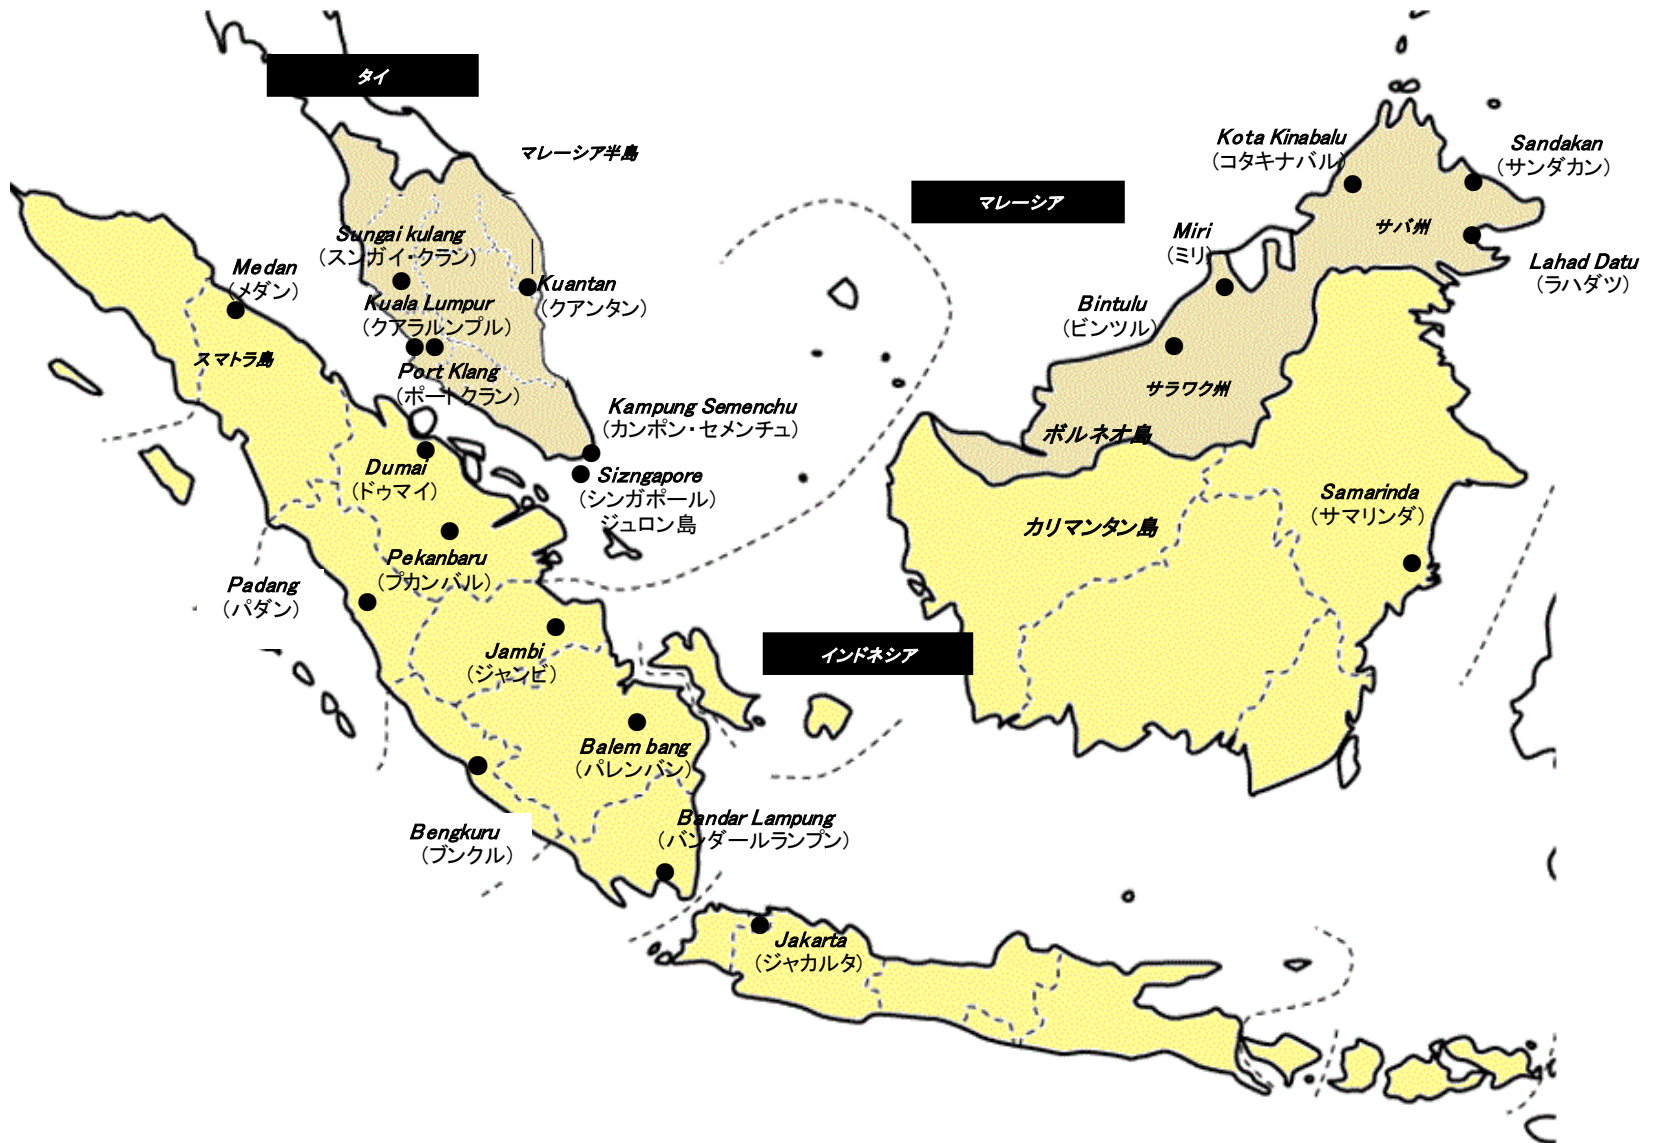 タイ
マレーシア半島
マレーシア
Kota Kinabalu
(コタキナバル)
Sandakan
(サンダカン)
サバ州
Miri
(ミリ)
Lahad Datu
(ラハダツ)
Bintulu
(ビンツル)
サラワク州
ボルネオ島
Sungai kulang
(スンガイ・クラン)
Kuantan
(クアンタン)
Kuala Lumpur
(クアラルンプル)
Port Klang
(ポートクラン)
Medan
(メダン)
スマトラ島
Kampung Semenchu
(カンポン・セメンチュ)
Sizngapore
(シンガポール)
ジュロン島
Dumai
(ドゥマイ)
Pekanbaru
(プカンバル)
Padang
(パダン)
Jambi
(ジャンビ)
カリマンタン島
Samarinda
(サマリンダ)
インドネシア
Balem bang
(パレンバン)
Bengkuru
(ブンクル)
Bandar Lampung
(バンダールランプン)
Jakarta
(ジャカルタ)